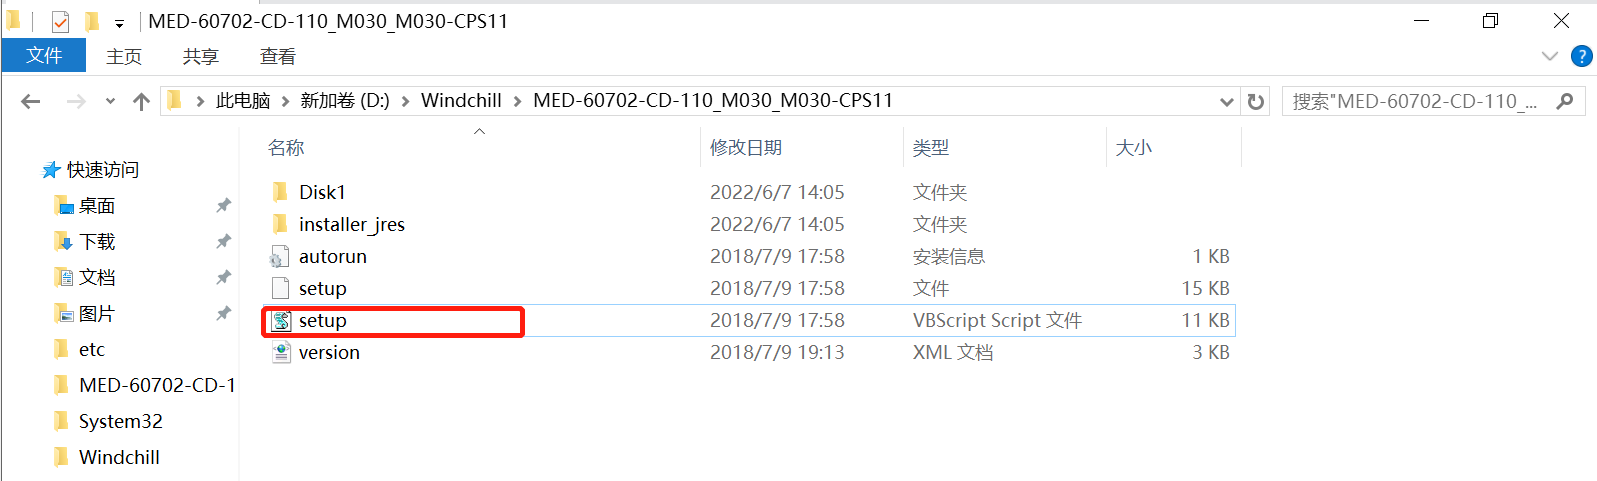 MED-60702-CD-110_M030_M030-CPS11
文件 主页 共享 查看
此电脑 新加卷 (D:) Windchill MED-60702-CD-110_M030_M030-CPS11 搜索"MED-60702-CD-110_...
名称 修改日期 类型 大小
快速访问
桌面
下载
文档
图片
etc
MED-60702-CD-1
System32
Windchill
Disk1 2022/6/7 14:05 文件夹
installer_jres 2022/6/7 14:05 文件夹
autorun 2018/7/9 17:58 安装信息 1 KB
setup 2018/7/9 17:58 文件 15 KB
setup 2018/7/9 17:58 VBScript Script 文件 11 KB
version 2018/7/9 19:13 XML 文档 3 KB